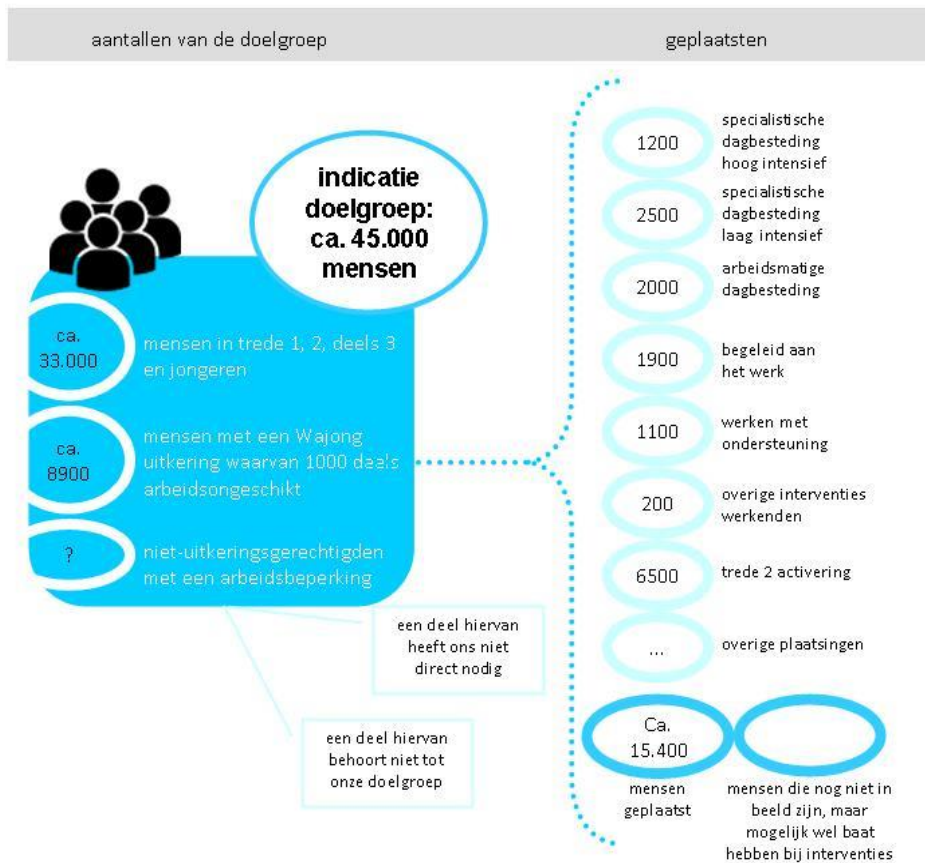 aantallen van de doelgroep
geplaatsten
indicatie
doelgroep:
ca. 45.000
mensen
ca.
33.000
mensen in trede 1, 2, deels 3
en jongeren
ca.
8900
mensen met een Wajong
uitkering waarvan 1000 deels
arbeidsongeschikt
?
niet-uitkeringsgerechtigden
met een arbeidsbeperking
een deel hiervan
heeft ons niet
direct nodig
een deel hiervan
behoort niet tot
onze doelgroep
1200
specialistische
dagbesteding
hoog intensief
2500
specialistische
dagbesteding
laag intensief
2000
arbeidsmatige
dagbesteding
1900
begeleid aan
het werk
1100
werken met
ondersteuning
200
overige interventies
werkenden
6500
trede 2 activering
...
overige plaatsingen
Ca.
15.400
mensen
geplaatst
mensen die nog niet in
beeld zijn, maar
mogelijk wel baat
hebben bij interventies